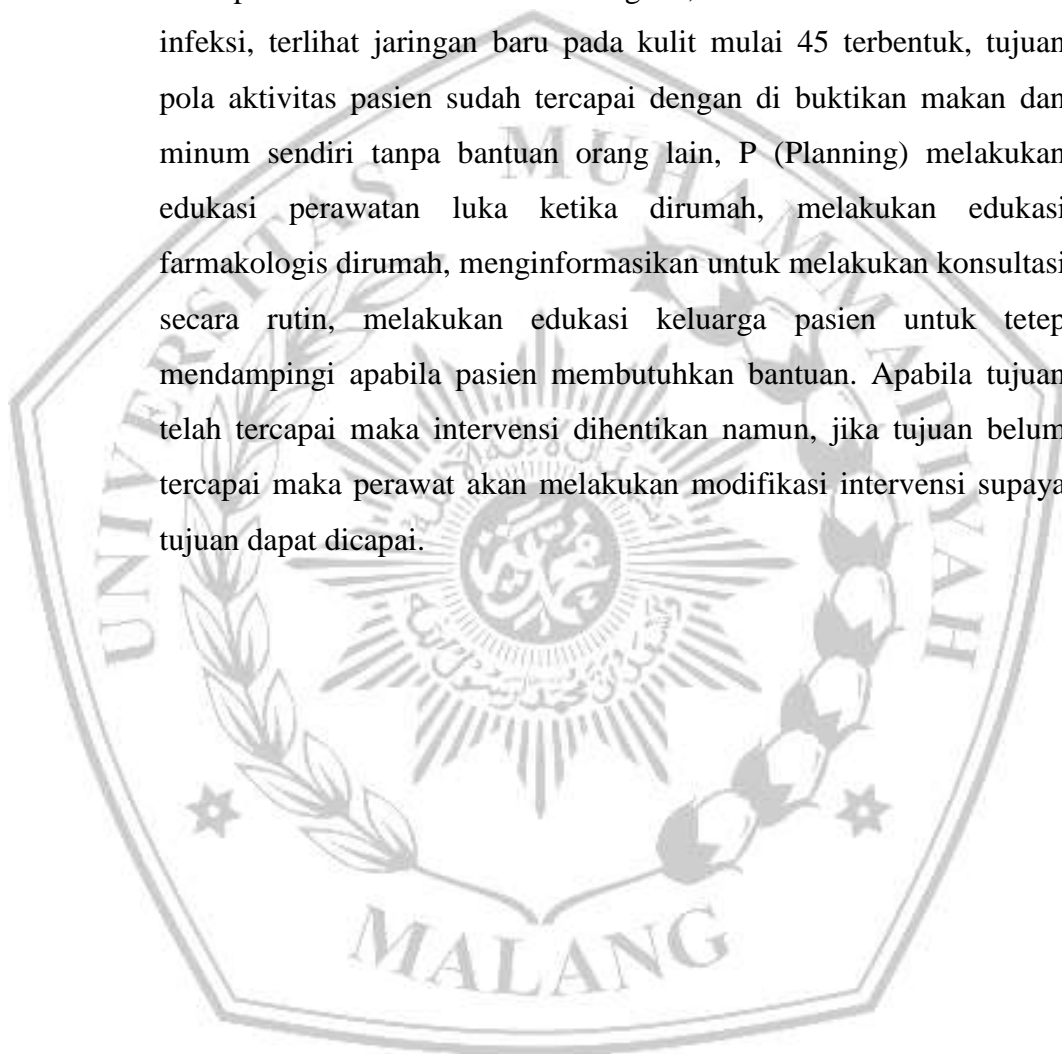 infeksi, terlihat jaringan baru pada kulit mulai 45 terbentuk, tujuan
pola aktivitas pasien sudah tercapai dengan di buktikan makan dan
minum sendiri tanpa bantuan orang lain, P (Planning) melakukan
edukasi perawatan luka ketika dirumah, melakukan edukasi
farmakologis dirumah, menginformasikan untuk melakukan konsultasi
secara rutin, melakukan edukasi keluarga pasien untuk tetep
mendampingi apabila pasien membutuhkan bantuan. Apabila tujuan
telah tercapai maka intervensi dihentikan namun, jika tujuan belum
tercapai maka perawat akan melakukan modifikasi intervensi supaya
tujuan dapat dicapai.
UNIVERSITAS MUHAMMADIYAH
MALANG